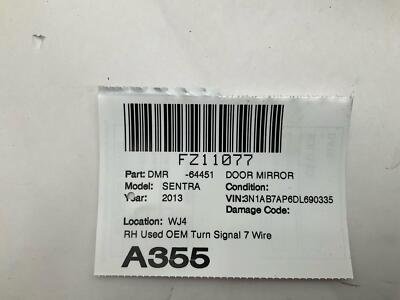 FZ11077
Part: DMR -64451 DOOR MIRROR
Model: SENTRA Condition:
Year: 2013 VIN:3N1AB7AP6DL690335
Damage Code:
Location: WJ4
RH Used OEM Turn Signal 7 Wire
A355